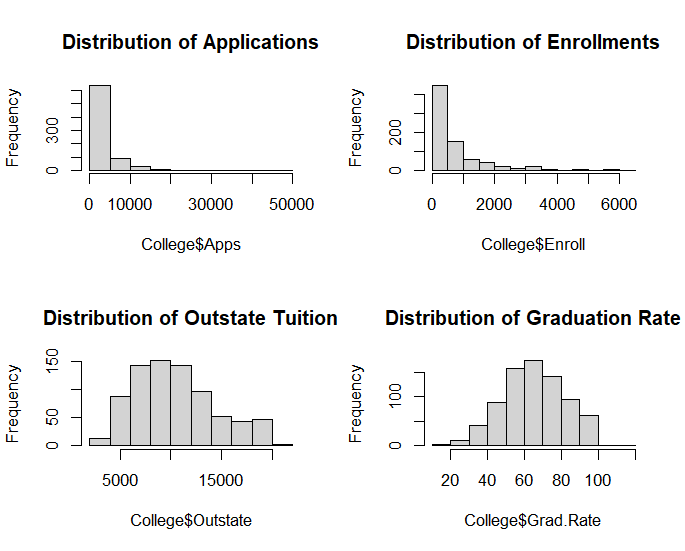 Distribution of Applications
Frequency
0
300
0
10000
30000
50000
College$Apps
Distribution of Enrollments
Frequency
0
200
0
2000
4000
6000
College$Enroll
Distribution of Outstate Tuition
Frequency
0
50
150
5000
15000
College$Outstate
Distribution of Graduation Rate
Frequency
0
100
20
40
60
80
100
College$Grad.Rate